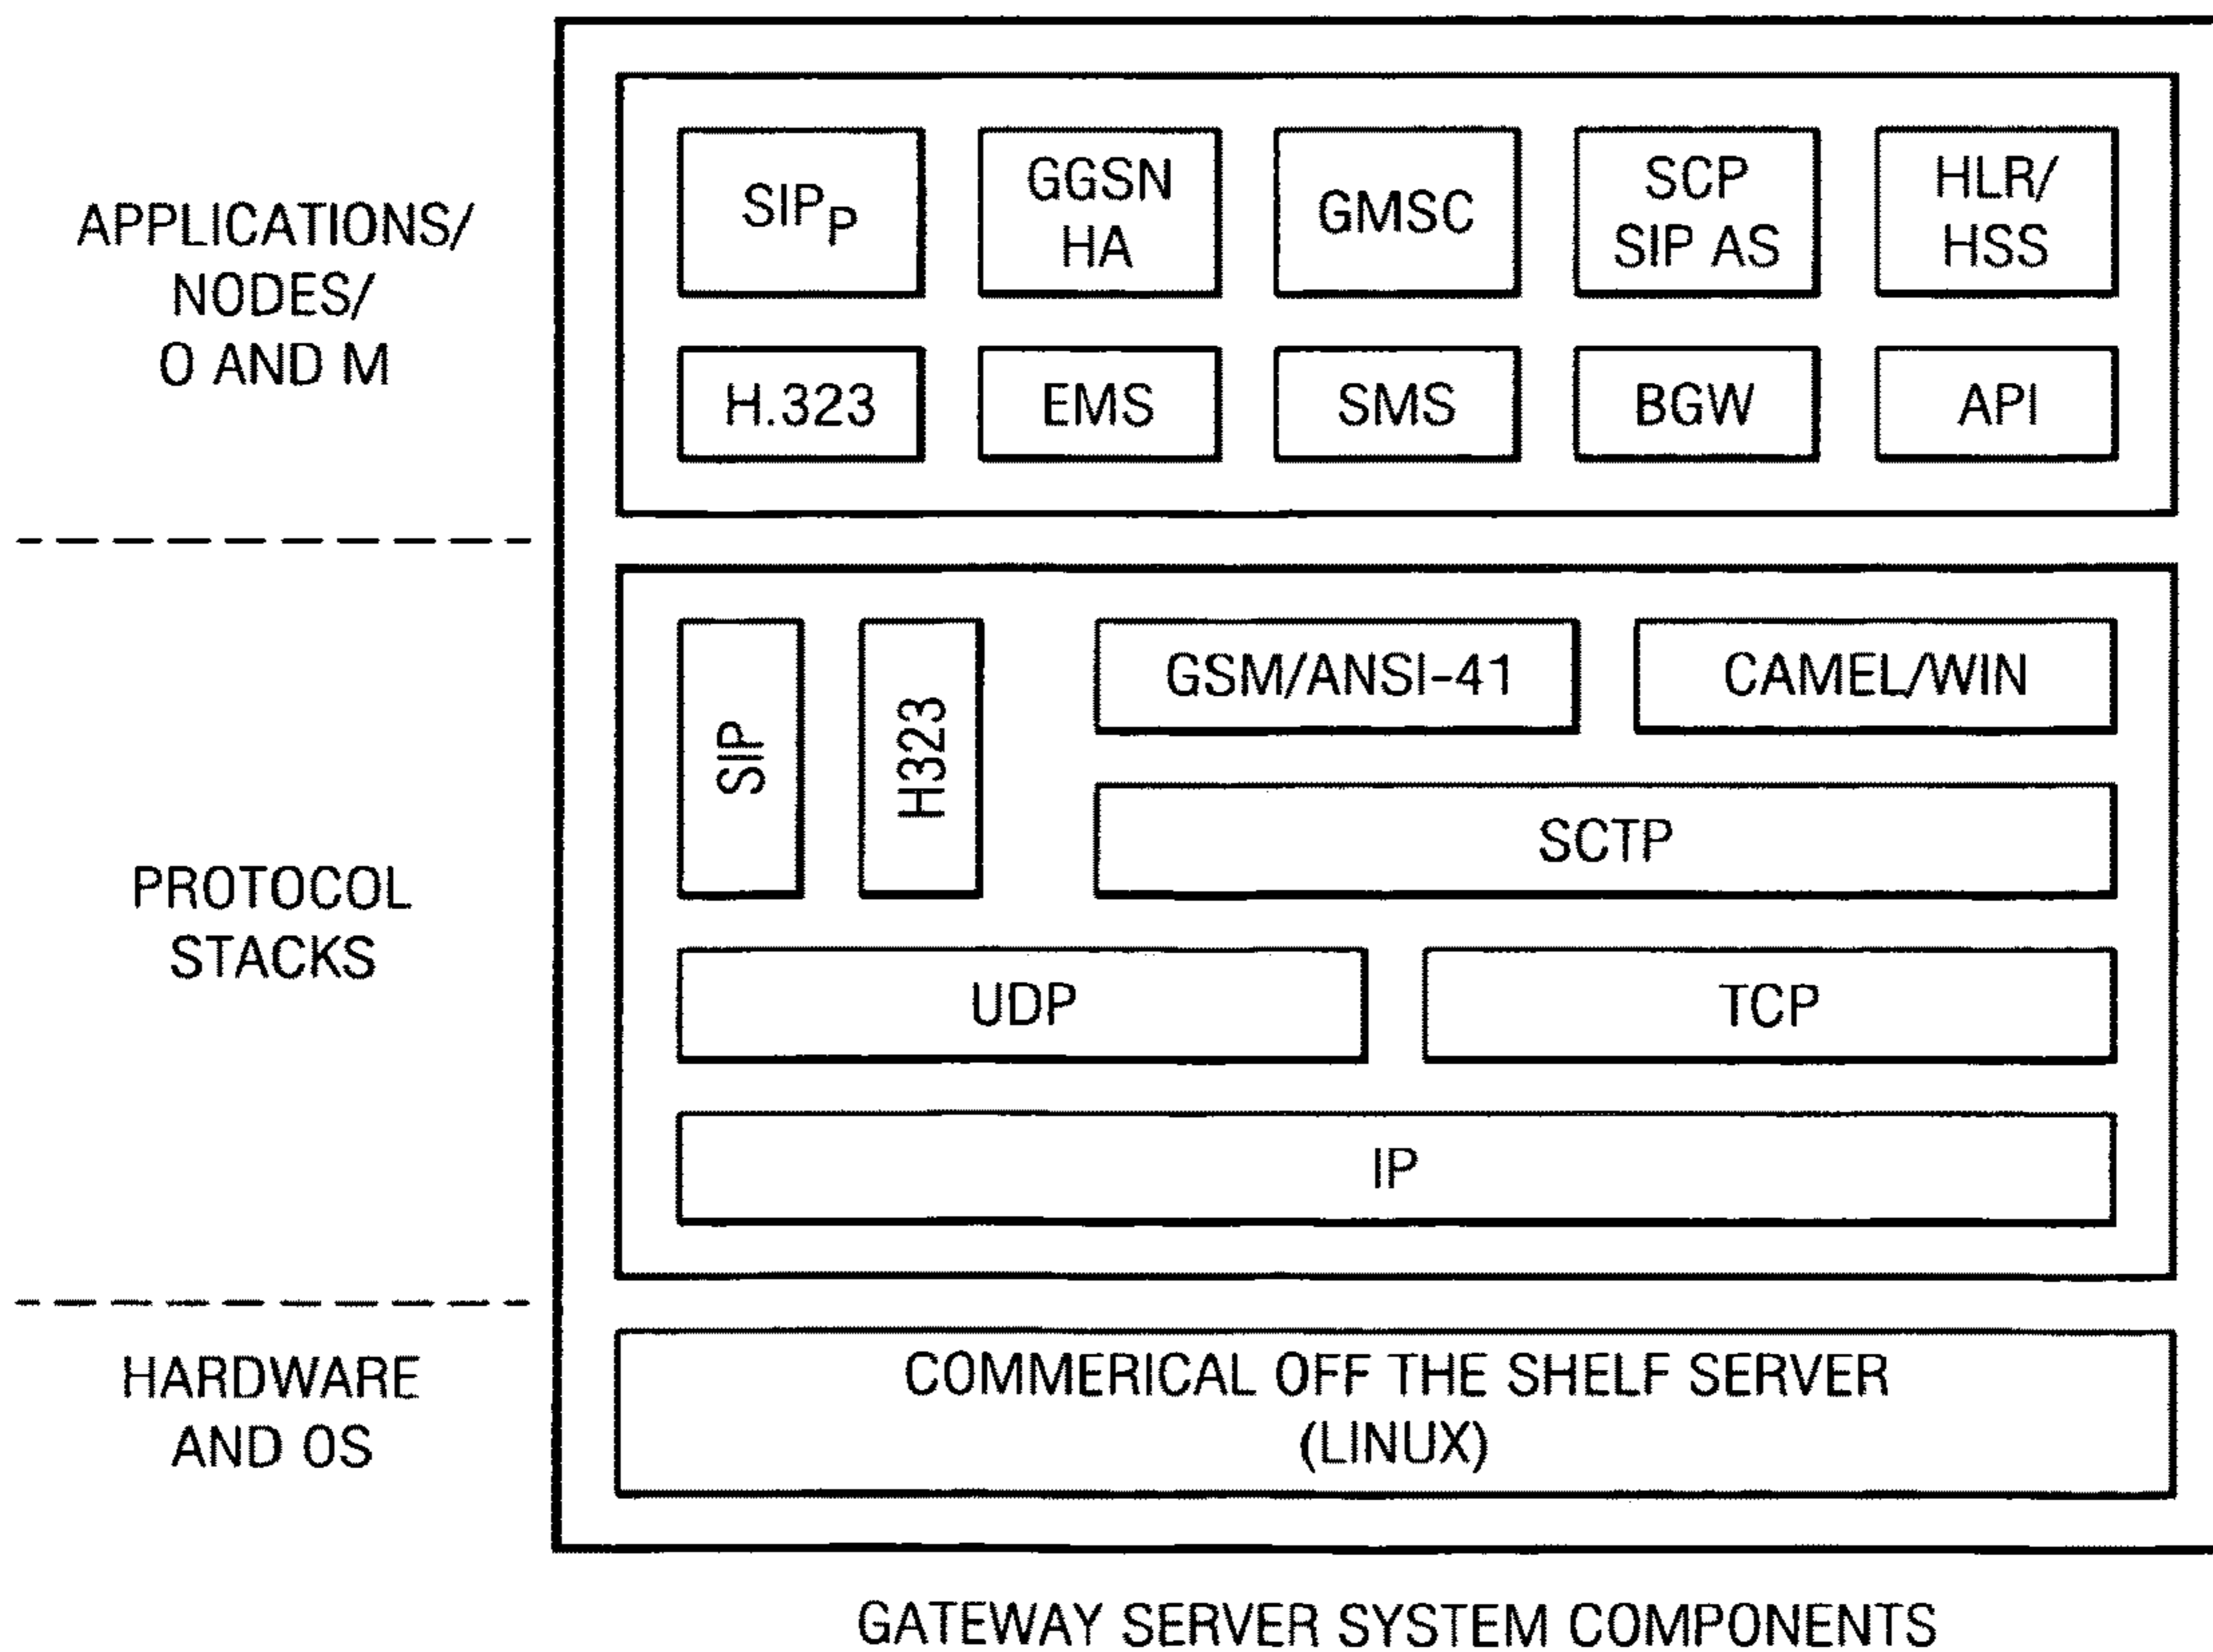 APPLICATIONS/
NODES/
O AND M
SIPP
GGSN
HA
GMSC
SCP
SIP AS
HLR/
HSS
H.323
EMS
SMS
BGW
API
PROTOCOL
STACKS
SIP
H323
GSM/ANSI-41
CAMEL/WIN
SCTP
UDP
TCP
IP
HARDWARE
AND OS
COMMERICAL OFF THE SHELF SERVER
(LINUX)
GATEWAY SERVER SYSTEM COMPONENTS